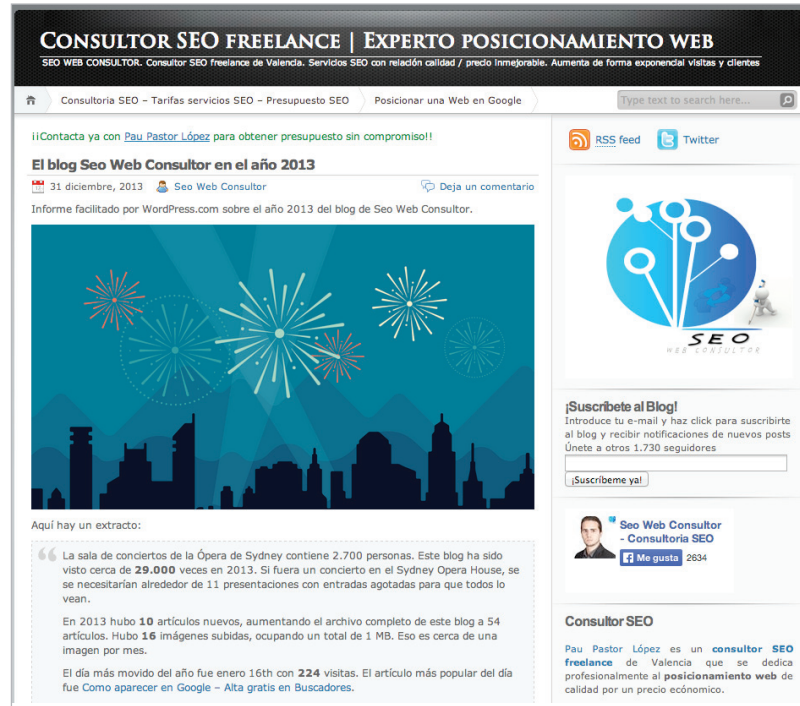 CONSULTOR SEO FREELANCE | EXPERTO POSICIONAMIENTO WEB
SEO WEB CONSULTOR. Consultor SEO freelance de Valencia. Servicios SEO con relación calidad / precio inmejorable. Aumenta de forma exponencial visitas y clientes
Consultoria SEO – Tarifas servicios SEO – Presupuesto SEO
Posicionar una Web en Google
Type text to search here...
¡¡Contacta ya con Pau Pastor López para obtener presupuesto sin compromiso!!
El blog Seo Web Consultor en el año 2013
31 diciembre, 2013 Seo Web Consultor Deja un comentario
Informe facilitado por WordPress.com sobre el año 2013 del blog de Seo Web Consultor.
Aquí hay un extracto:
La sala de conciertos de la Ópera de Sydney contiene 2.700 personas. Este blog ha sido
visto cerca de 29.000 veces en 2013. Si fuera un concierto en el Sydney Opera House, se
se necesitarían alrededor de 11 presentaciones con entradas agotadas para que todos lo
vean.
En 2013 hubo 10 artículos nuevos, aumentando el archivo completo de este blog a 54
artículos. Hubo 16 imágenes subidas, ocupando un total de 1 MB. Eso es cerca de una
imagen por mes.
El día más movido del año fue enero 16th con 224 visitas. El artículo más popular del día
fue Como aparecer en Google – Alta gratis en Buscadores.
RSS feed
Twitter
SEO
WEB CONSULTOR
¡Suscríbete al Blog!
Introduce tu e-mail y haz click para suscribirte
al blog y recibir notificaciones de nuevos posts
Únete a otros 1.730 seguidores
¡Suscríbeme ya!
Seo Web Consultor
- Consultoria SEO
Me gusta 2634
Consultor SEO
Pau Pastor López es un consultor SEO
freelance de Valencia que se dedica
profesionalmente al posicionamiento web de
calidad por un precio ecónomico.